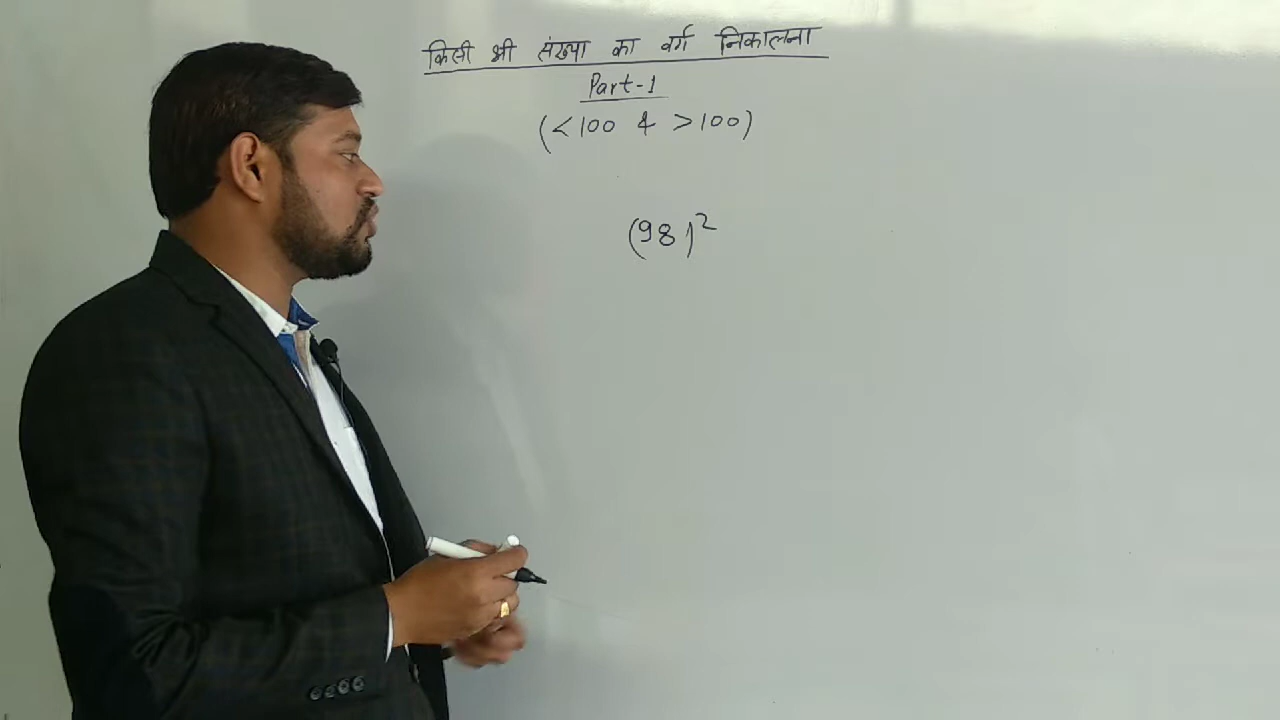 किसी भी संख्या का वर्ग निकालना
Part-1
(<100 & >100)
(98)²